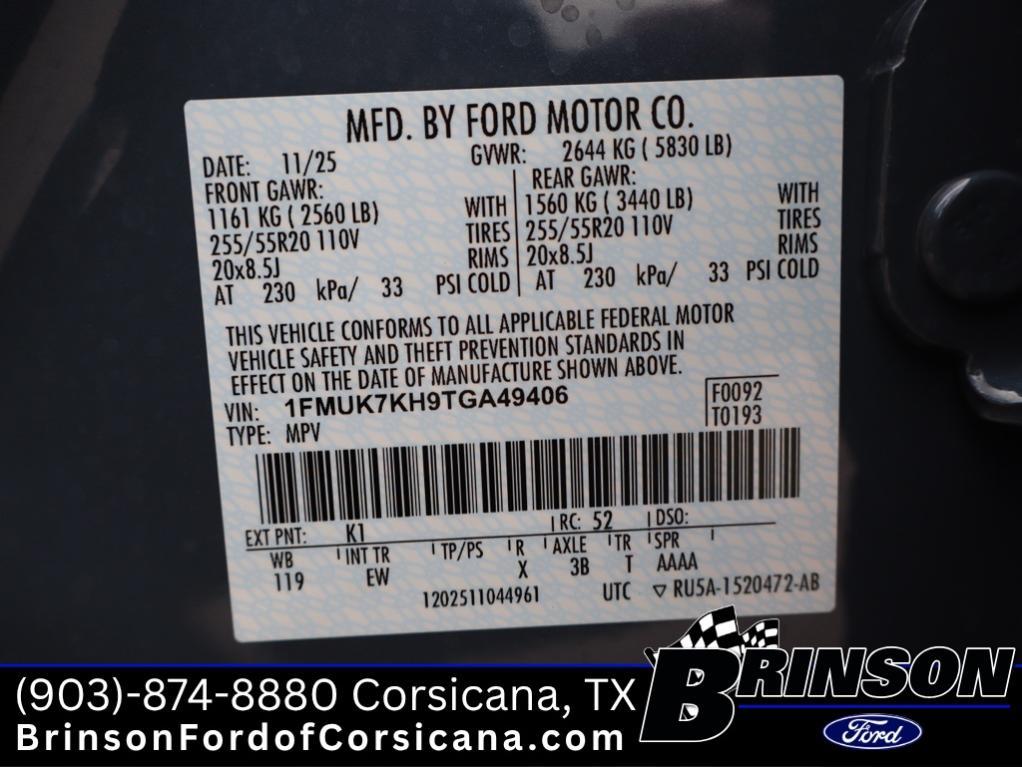 MFD. BY FORD MOTOR CO.
DATE: 11/25 GVWR: 2644 KG ( 5830 LB)
FRONT GAWR: REAR GAWR:
1161 KG ( 2560 LB) WITH 1560 KG ( 3440 LB) WITH
255/55R20 110V TIRES 255/55R20 110V TIRES
20x8.5J RIMS 20x8.5J RIMS
AT 230 kPa/ 33 PSI COLD AT 230 kPa/ 33 PSI COLD
THIS VEHICLE CONFORMS TO ALL APPLICABLE FEDERAL MOTOR
VEHICLE SAFETY AND THEFT PREVENTION STANDARDS IN
EFFECT ON THE DATE OF MANUFACTURE SHOWN ABOVE.
VIN: 1FMUK7KH9TGA49406 F0092
TYPE: MPV T0193
EXT PNT: K1 RC: 52 DSO:
WB INT TR TP/PS R AXLE TR SPR
119 EW X 3B T AAAA
1202511044961 UTC ▽ RU5A-1520472-AB
BRINSON
Ford
(903)-874-8880 Corsicana, TX
BrinsonFordofCorsicana.com